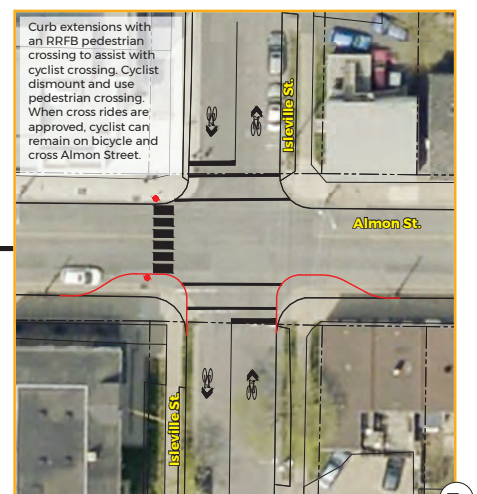 Curb extensions with
an RRFB pedestrian
crossing to assist with
cyclist crossing. Cyclist
dismount and use
pedestrian crossing.
When cross rides are
approved, cyclist can
remain on bicycle and
cross Almon Street.
Isleville St.
Almon St.
Isleville St.